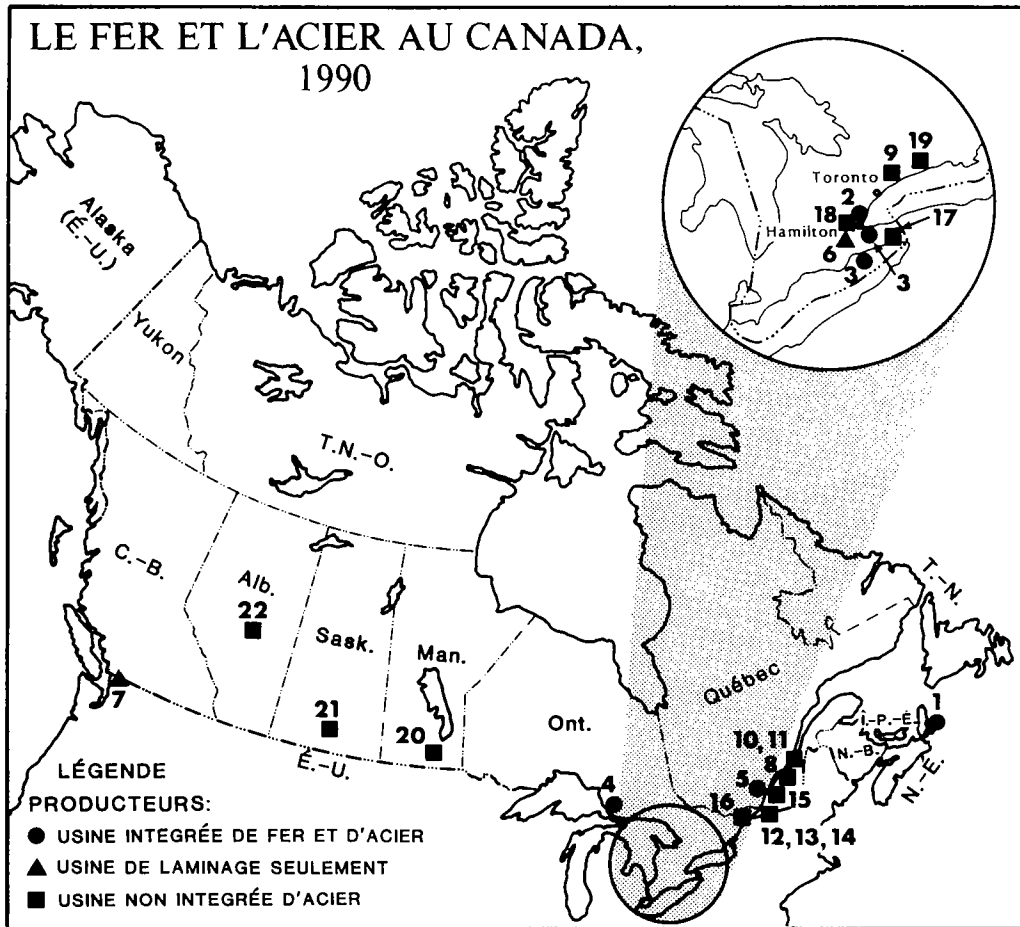 LE FER ET L'ACIER AU CANADA,
1990
Alaska
(É.-U.)
Yukon
T.N.-O.
C.-B.
Alb.
22
Sask.
21
Man.
20
Ont.
Québec
T.-N.
Î.-P.-É.
N.-B.
N.-É.
É.-U.
7
4
1
10, 11
8
5
15
16
12, 13, 14
9
19
Toronto
2
18
17
Hamilton
6
3
3
LÉGENDE
PRODUCTEURS:
USINE INTEGRÉE DE FER ET D'ACIER
USINE DE LAMINAGE SEULEMENT
USINE NON INTEGRÉE D'ACIER